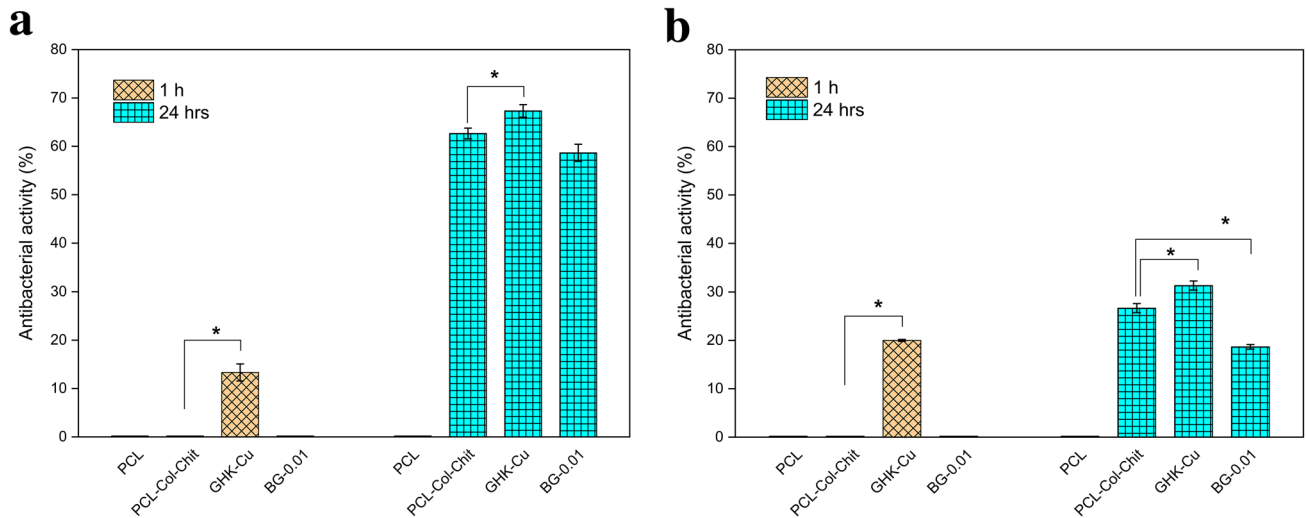 a
80
70
60
50
40
30
20
10
0
Antibacterial activity (%)
1 h
24 hrs
*
*
PCL
PCL-Col-Chit
GHK-Cu
BG-0.01
PCL
PCL-Col-Chit
GHK-Cu
BG-0.01
b
80
70
60
50
40
30
20
10
0
Antibacterial activity (%)
1 h
24 hrs
*
*
*
PCL
PCL-Col-Chit
GHK-Cu
BG-0.01
PCL
PCL-Col-Chit
GHK-Cu
BG-0.01